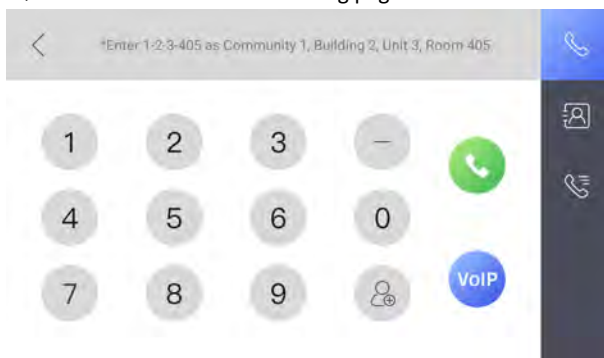 *Enter 1-2-3-405 as Community 1, Building 2, Unit 3, Room 405
1 2 3 –
4 5 6 0
VoIP
7 8 9